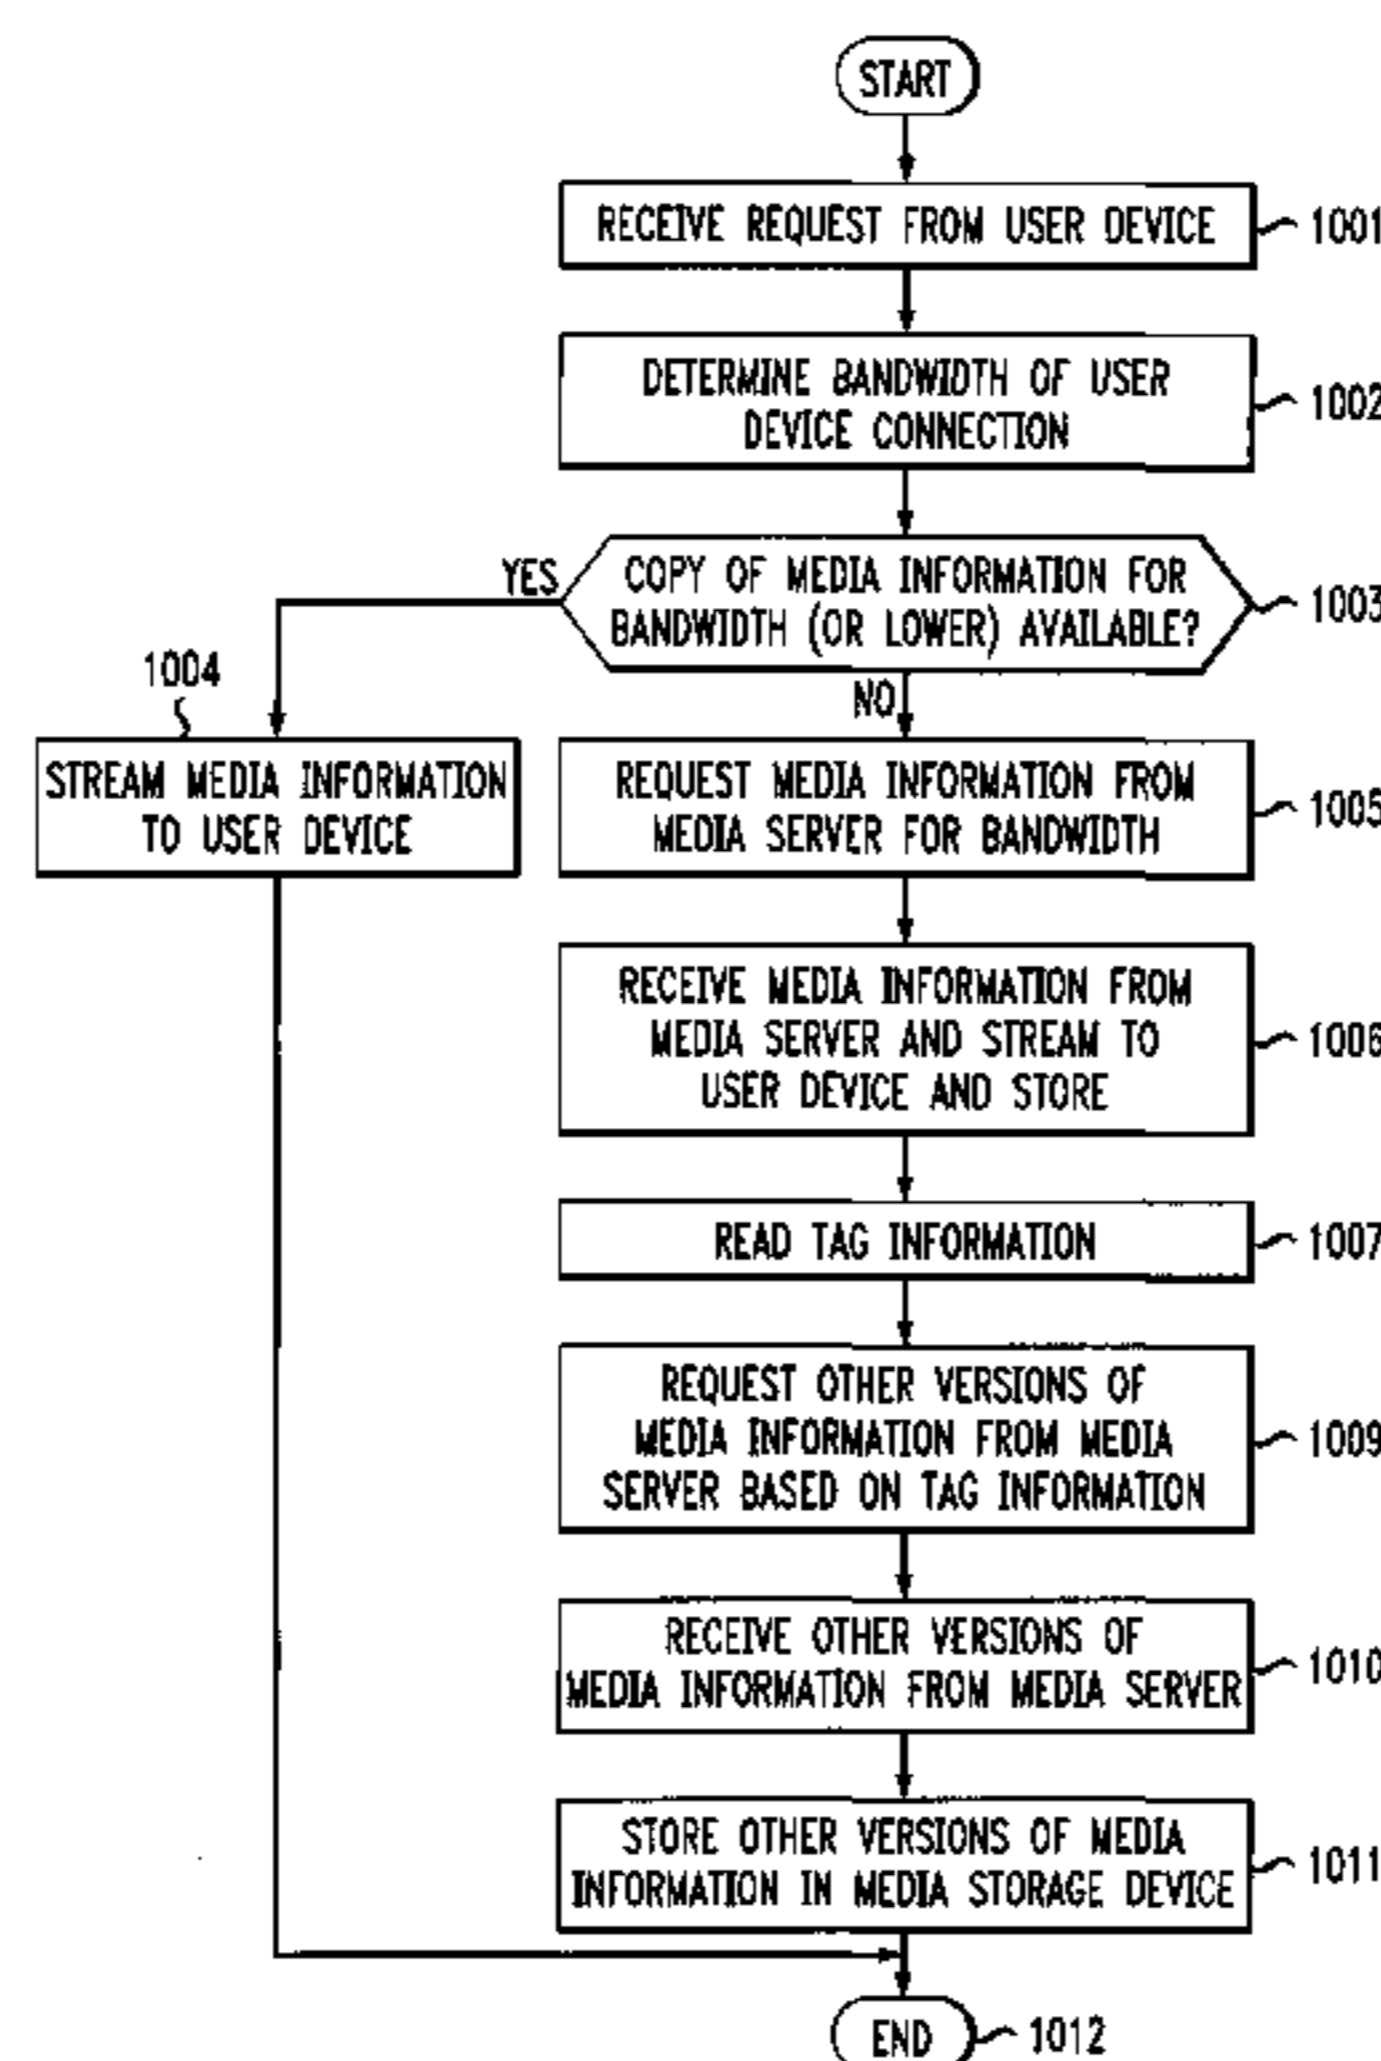 START
RECEIVE REQUEST FROM USER DEVICE
1001
DETERMINE BANDWIDTH OF USER
DEVICE CONNECTION
1002
COPY OF MEDIA INFORMATION FOR
BANDWIDTH (OR LOWER) AVAILABLE?
1003
YES
NO
1004
STREAM MEDIA INFORMATION
TO USER DEVICE
REQUEST MEDIA INFORMATION FROM
MEDIA SERVER FOR BANDWIDTH
1005
RECEIVE MEDIA INFORMATION FROM
MEDIA SERVER AND STREAM TO
USER DEVICE AND STORE
1006
READ TAG INFORMATION
1007
REQUEST OTHER VERSIONS OF
MEDIA INFORMATION FROM MEDIA
SERVER BASED ON TAG INFORMATION
1009
RECEIVE OTHER VERSIONS OF
MEDIA INFORMATION FROM MEDIA SERVER
1010
STORE OTHER VERSIONS OF MEDIA
INFORMATION IN MEDIA STORAGE DEVICE
1011
END
1012